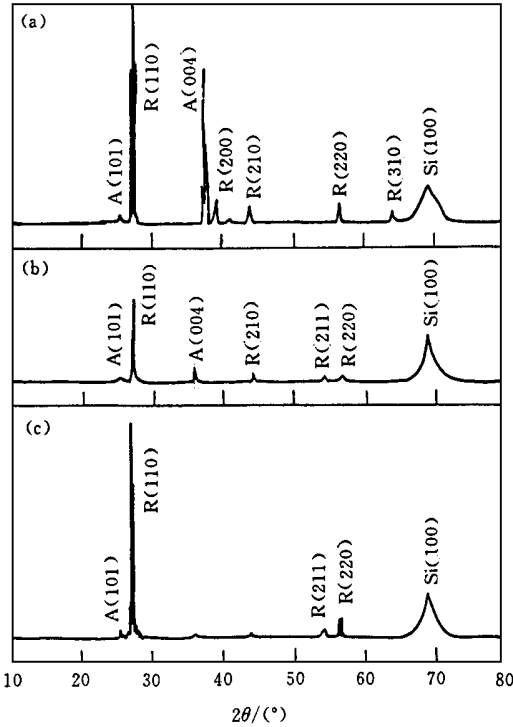 (a)
A(101)
R(110)
A(004)
R(200)
R(210)
R(220)
R(310)
Si(100)
(b)
A(101)
R(110)
A(004)
R(210)
R(211)
R(220)
Si(100)
(c)
A(101)
R(110)
R(211)
R(220)
Si(100)
10 20 30 40 50 60 70 80
2θ/(°)